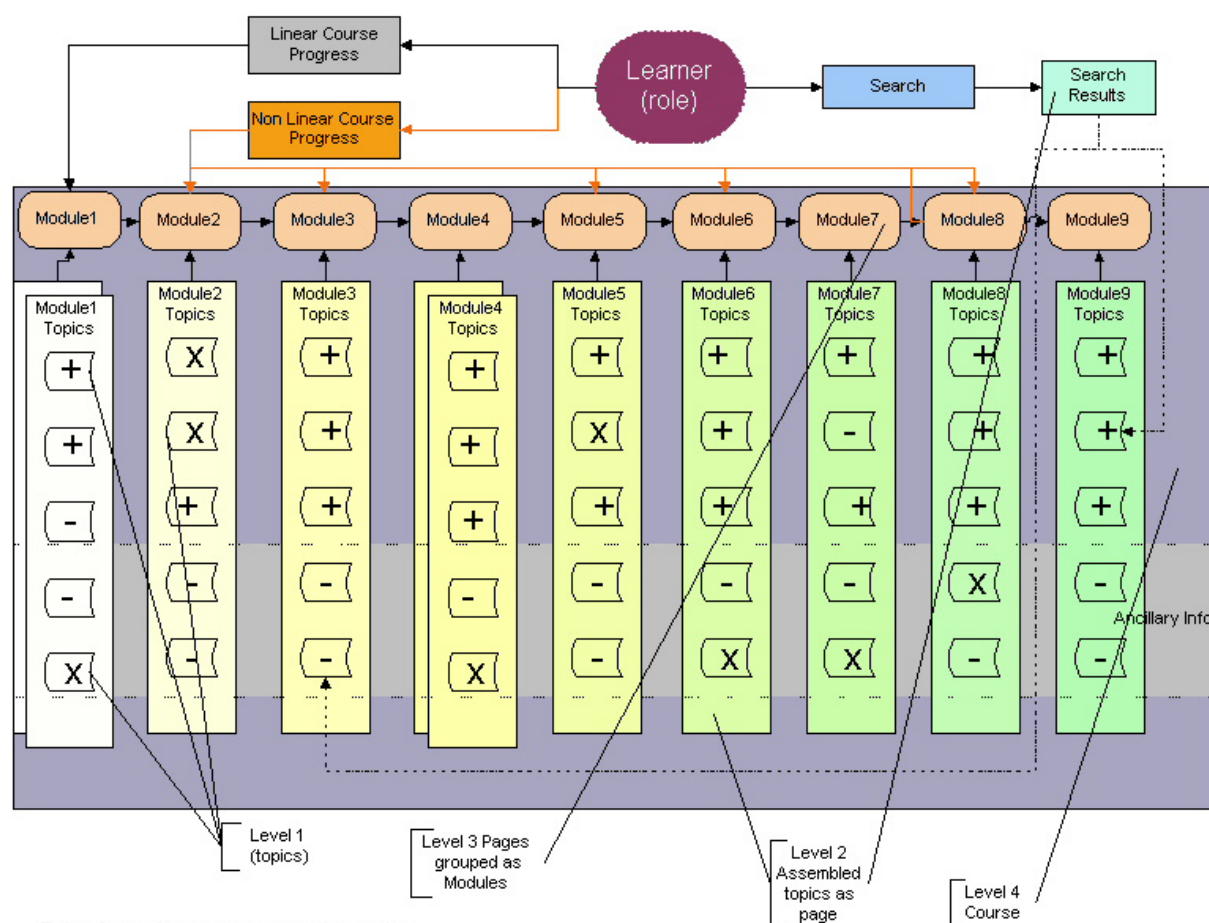 Linear Course
Progress
Learner
(role)
Search
Search
Results
Non Linear Course
Progress
Module1
Module2
Module3
Module4
Module5
Module6
Module7
Module8
Module9
Module1
Topics
+
+
-
-
X
Module2
Topics
X
X
+
-
-
Module3
Topics
+
+
+
-
-
Module4
Topics
+
+
+
-
X
Module5
Topics
+
X
+
-
-
Module6
Topics
+
+
+
-
X
Module7
Topics
+
-
+
-
X
Module8
Topics
+
+
+
X
-
Module9
Topics
+
+
+
-
-
Ancillary Info
Level 1
(topics)
Level 3 Pages
grouped as
Modules
Level 2
Assembled
topics as
page
Level 4
Course